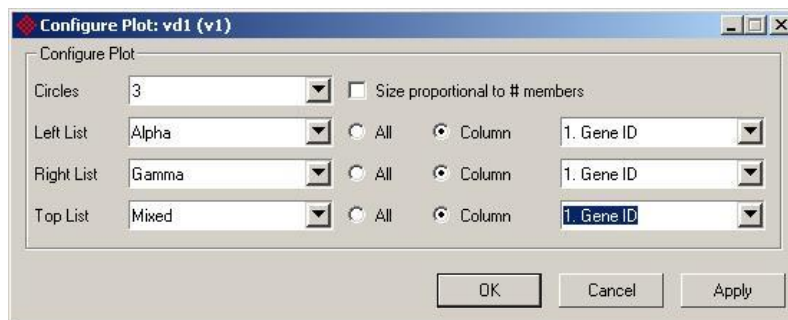 Configure Plot: vd1 (v1)
Configure Plot
Circles 3 Size proportional to # members
Left List Alpha All Column 1. Gene ID
Right List Gamma All Column 1. Gene ID
Top List Mixed All Column 1. Gene ID
OK Cancel Apply